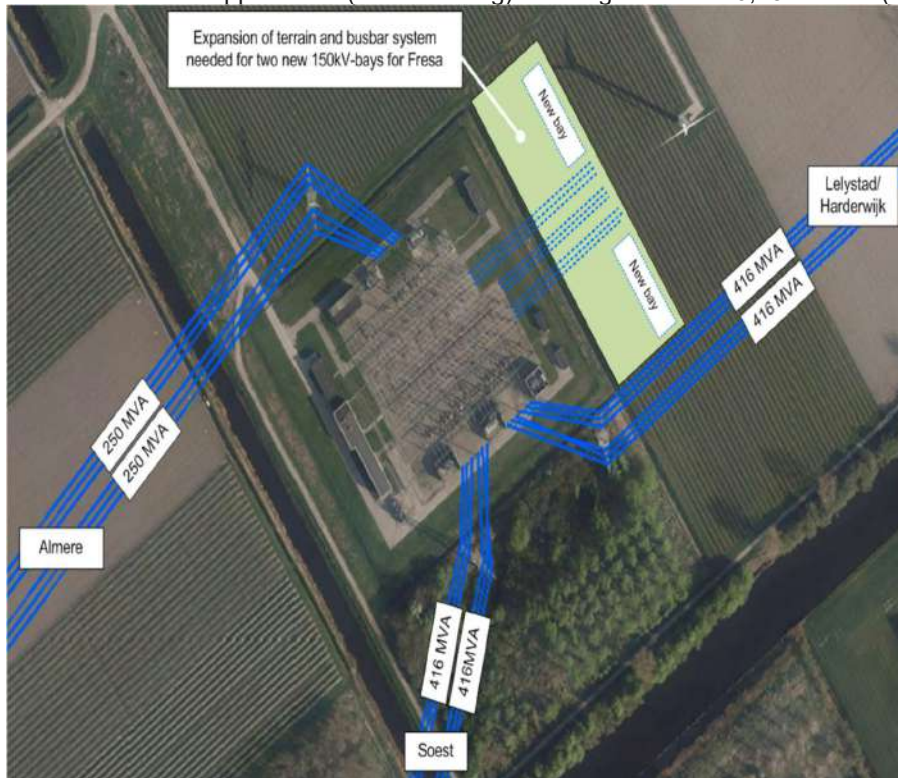 Expansion of terrain and busbar system
needed for two new 150kV-bays for Fresa
New bay
Lelystad/
Harderwijk
416 MVA
416 MVA
New bay
250 MVA
250 MVA
Almere
416 MVA
416MVA
Soest